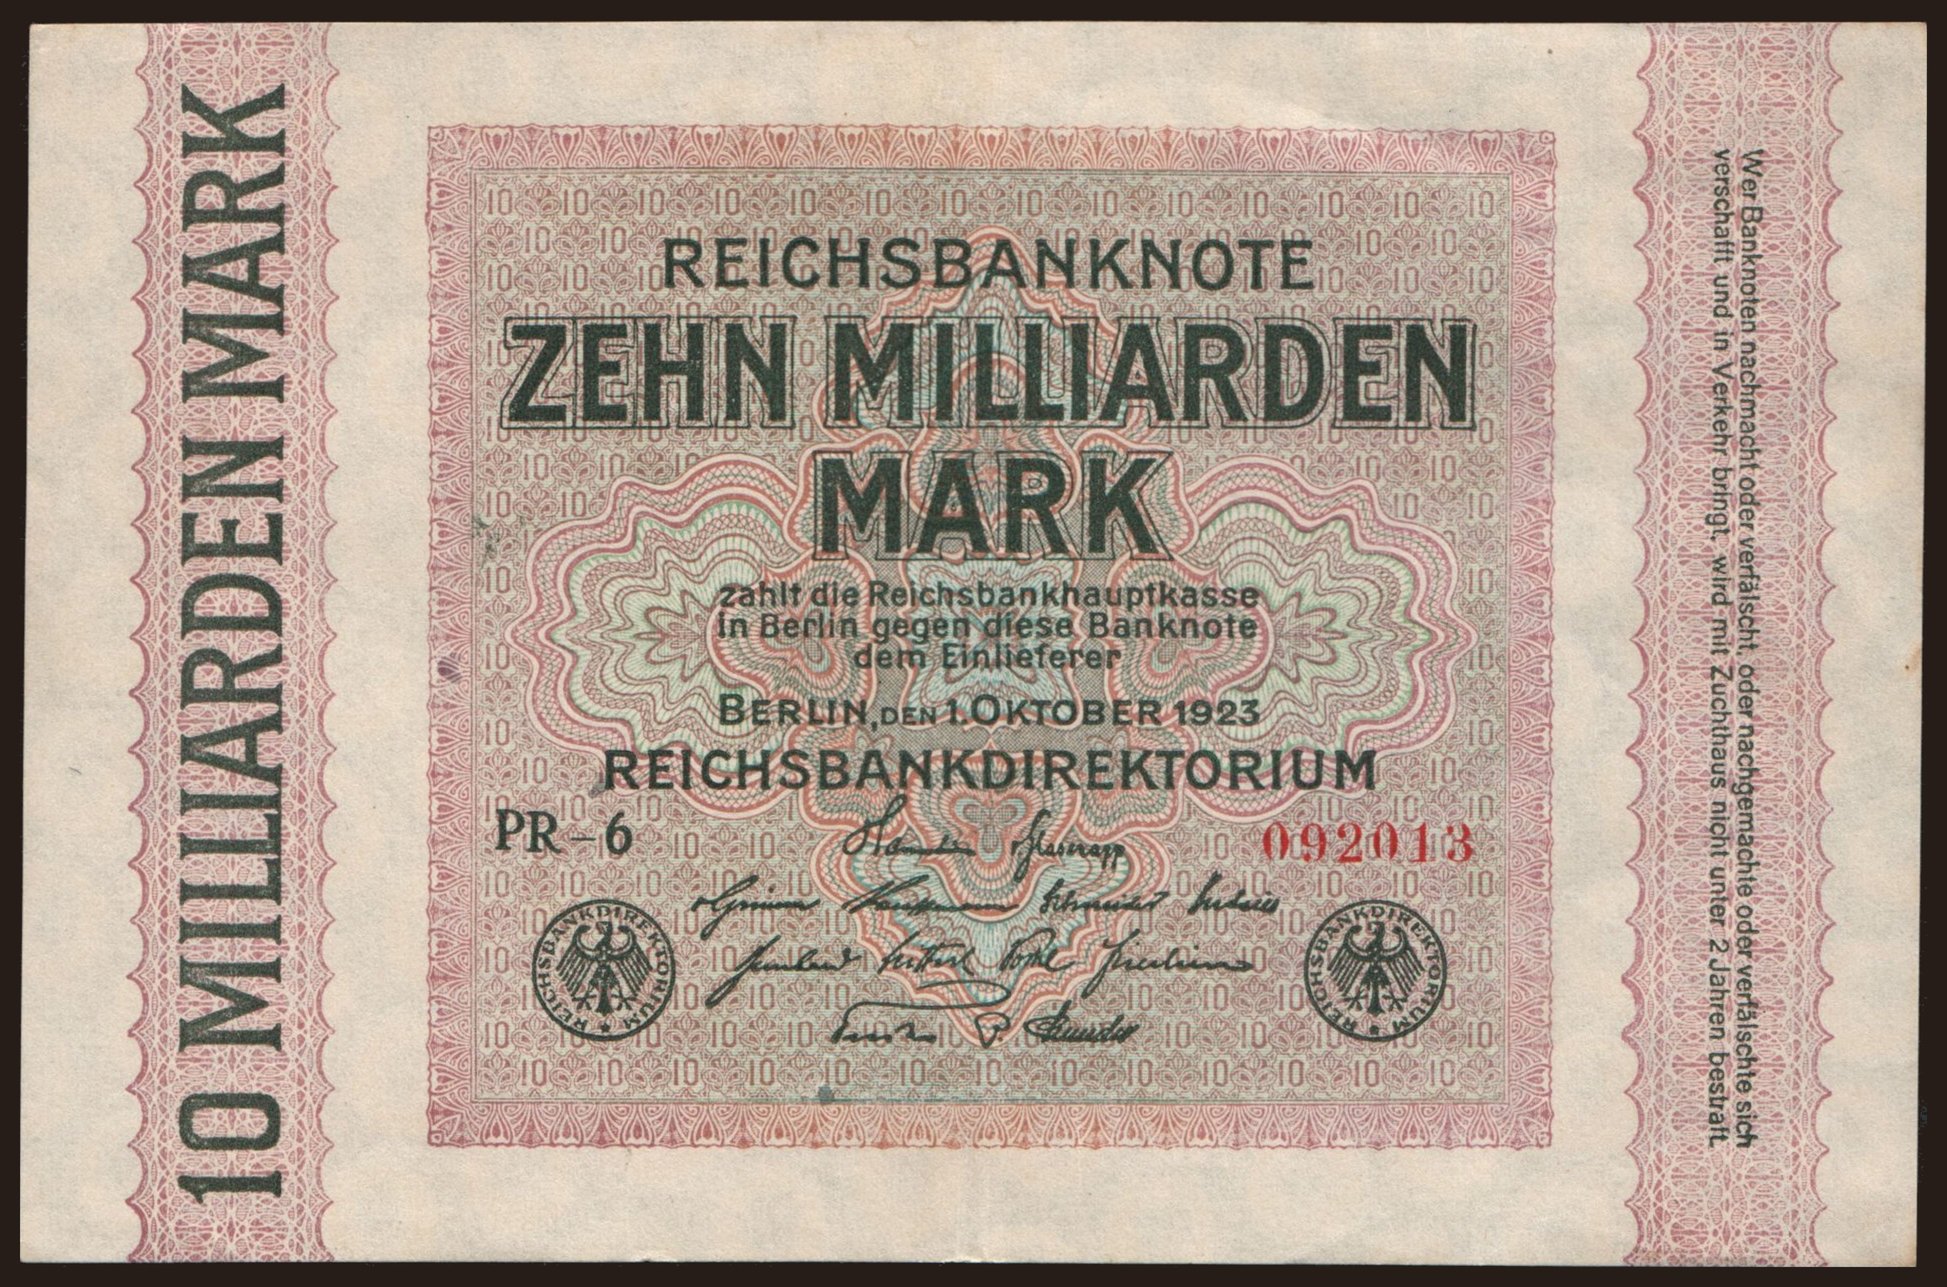 10 MILLIARDEN MARK
REICHSBANKNOTE
ZEHN MILLIARDEN
MARK
zahlt die Reichsbankhauptkasse
in Berlin gegen diese Banknote
dem Einlieferer
BERLIN, DEN 1. OKTOBER 1923
REICHSBANKDIREKTORIUM
PR-6
092013
REICHSBANKDIREKTORIUM
REICHSBANKDIREKTORIUM
Wer Banknoten nachmacht oder verfälscht, oder nachgemachte oder verfälschte sich
verschafft und in Verkehr bringt, wird mit Zuchthaus nicht unter 2 Jahren bestraft.